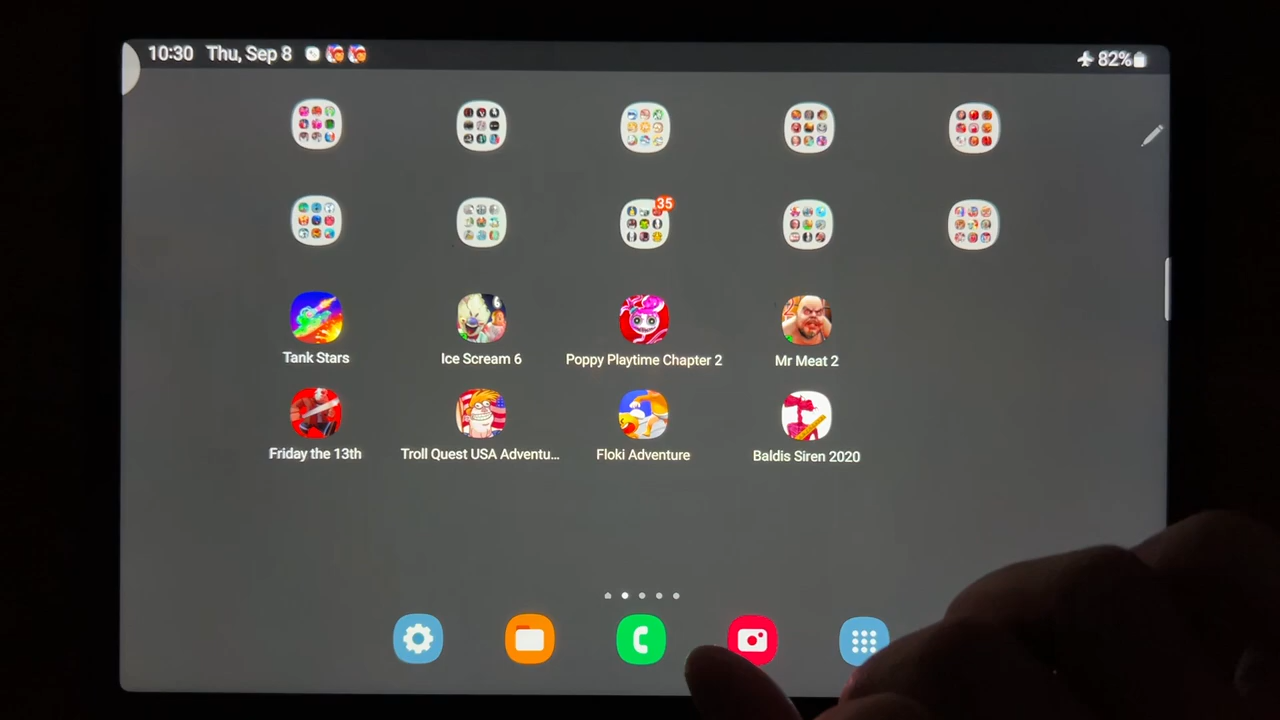 10:30 Thu, Sep 8 82%
35
Tank Stars Ice Scream 6 Poppy Playtime Chapter 2 Mr Meat 2
Friday the 13th Troll Quest USA Adventu... Floki Adventure Baldis Siren 2020